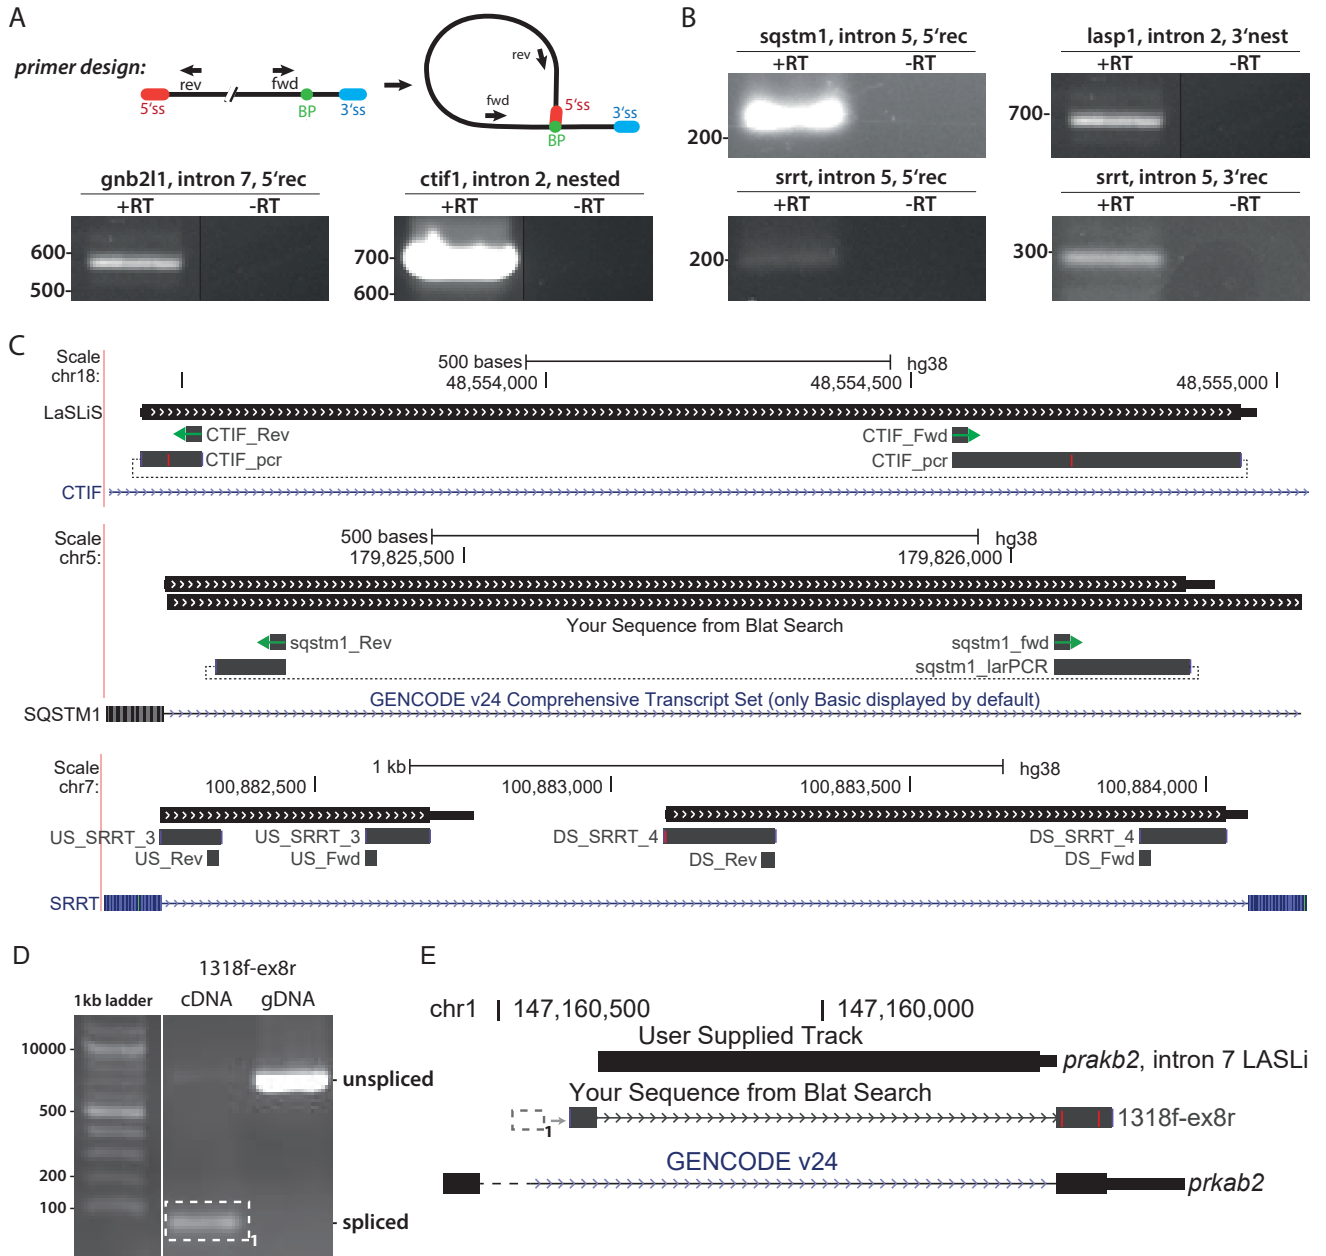 A
primer design:
rev
fwd
5'ss
BP
3'ss
rev
fwd
5'ss
BP
3'ss
gnb2l1, intron 7, 5'rec
+RT
-RT
600
500
ctif1, intron 2, nested
+RT
-RT
700
600
B
sqstm1, intron 5, 5'rec
+RT
-RT
200
lasp1, intron 2, 3'nest
+RT
-RT
700
srrt, intron 5, 5'rec
+RT
-RT
200
srrt, intron 5, 3'rec
+RT
-RT
300
C
Scale
500 bases
hg38
chr18:
48,554,000
48,554,500
48,555,000
LaSLiS
CTIF_Rev
CTIF_Fwd
CTIF_pcr
CTIF_pcr
CTIF
Scale
500 bases
hg38
chr5:
179,825,500
179,826,000
Your Sequence from Blat Search
sqstm1_Rev
sqstm1_fwd
sqstm1_larPCR
GENCODE v24 Comprehensive Transcript Set (only Basic displayed by default)
SQSTM1
Scale
1 kb
hg38
chr7:
100,882,500
100,883,000
100,883,500
100,884,000
US_SRRT_3
US_SRRT_3
DS_SRRT_4
DS_SRRT_4
US_Rev
US_Fwd
DS_Rev
DS_Fwd
SRRT
D
1318f-ex8r
1kb ladder
cDNA
gDNA
10000
unspliced
500
200
100
spliced
1
E
chr1
147,160,500
147,160,000
User Supplied Track
prakb2, intron 7 LASLi
Your Sequence from Blat Search
1
1318f-ex8r
GENCODE v24
prkab2